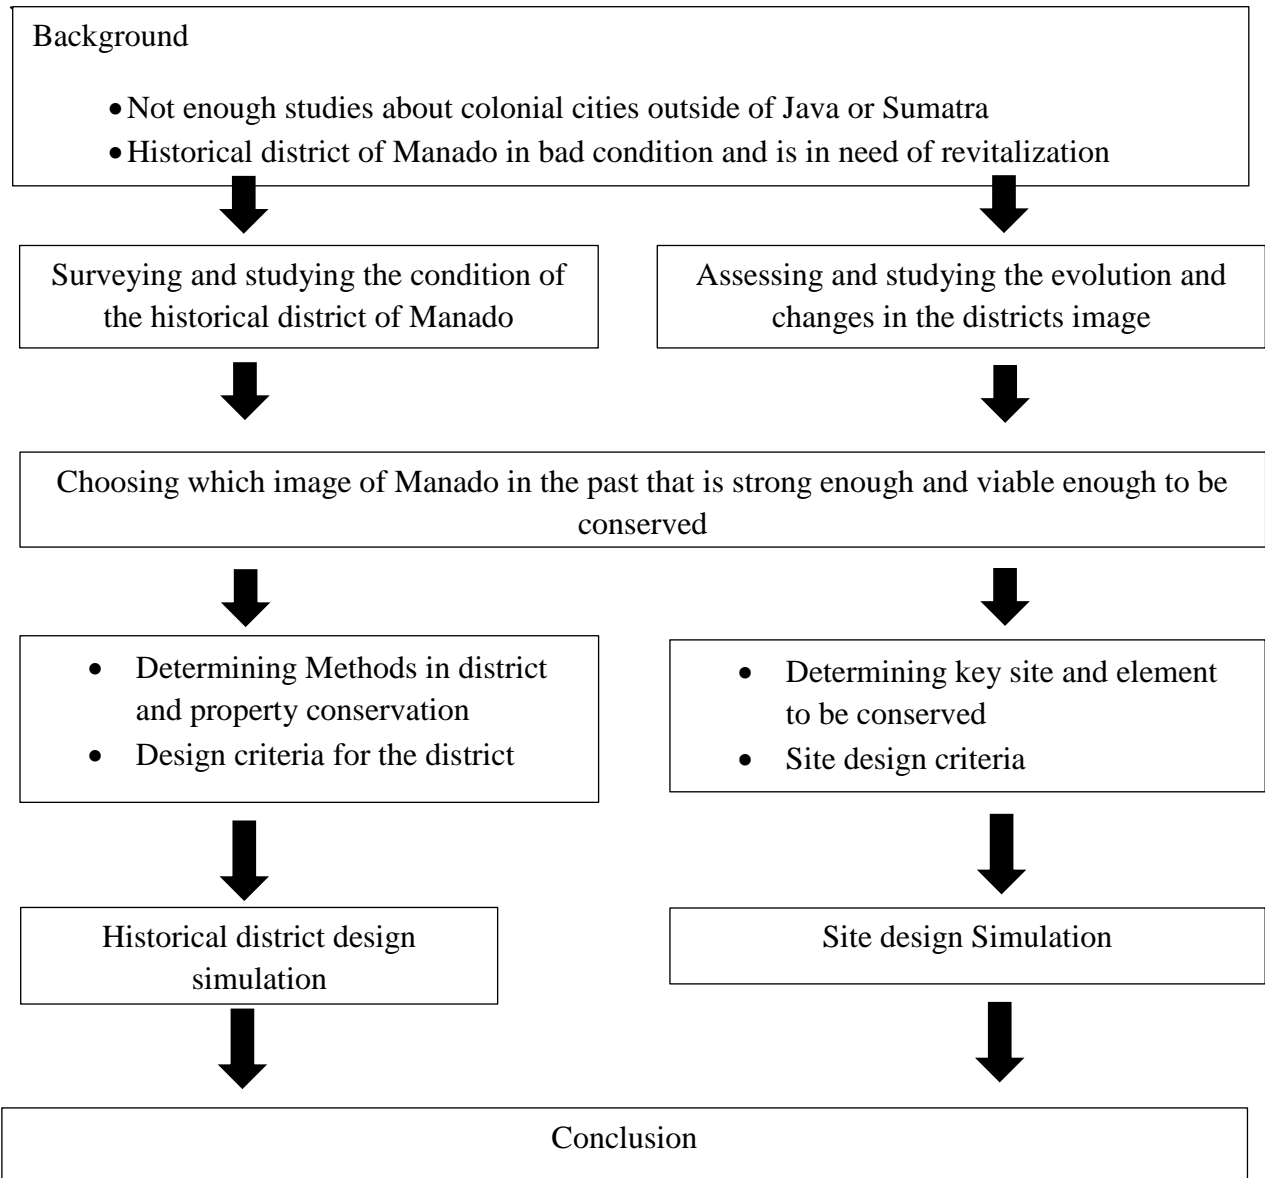 Background
•Not enough studies about colonial cities outside of Java or Sumatra
•Historical district of Manado in bad condition and is in need of revitalization
Surveying and studying the condition of
the historical district of Manado
Assessing and studying the evolution and
changes in the districts image
Choosing which image of Manado in the past that is strong enough and viable enough to be
conserved
• Determining Methods in district
and property conservation
• Design criteria for the district
• Determining key site and element
to be conserved
• Site design criteria
Historical district design
simulation
Site design Simulation
Conclusion